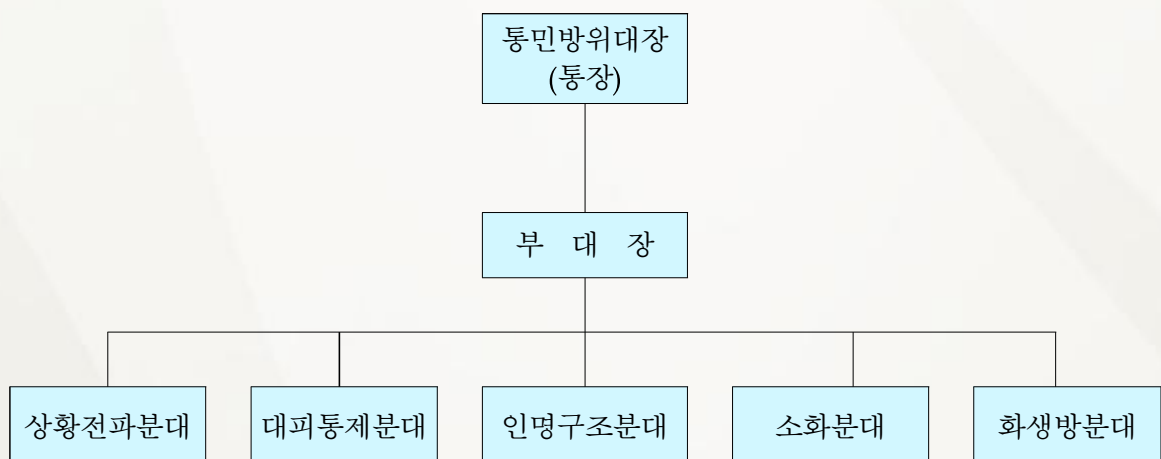 통민방위대장
(통장)
부 대 장
상황전파분대
대피통제분대
인명구조분대
소화분대
화생방분대